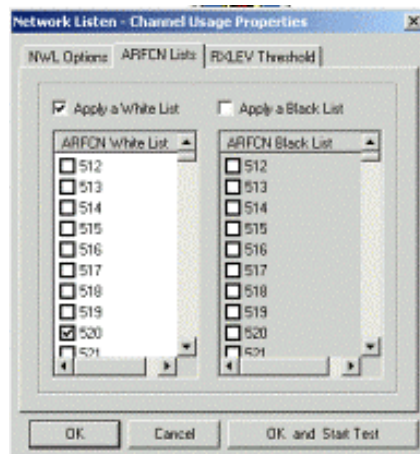 Network Listen - Channel Usage Properties
NWL Options ARFCN Lists RXLEV Threshold
Apply a White List Apply a Black List
ARFCN White List ARFCN Black List
512 512
513 513
514 514
515 515
516 516
517 517
518 518
519 519
520 520
521 521
OK Cancel OK and Start Test